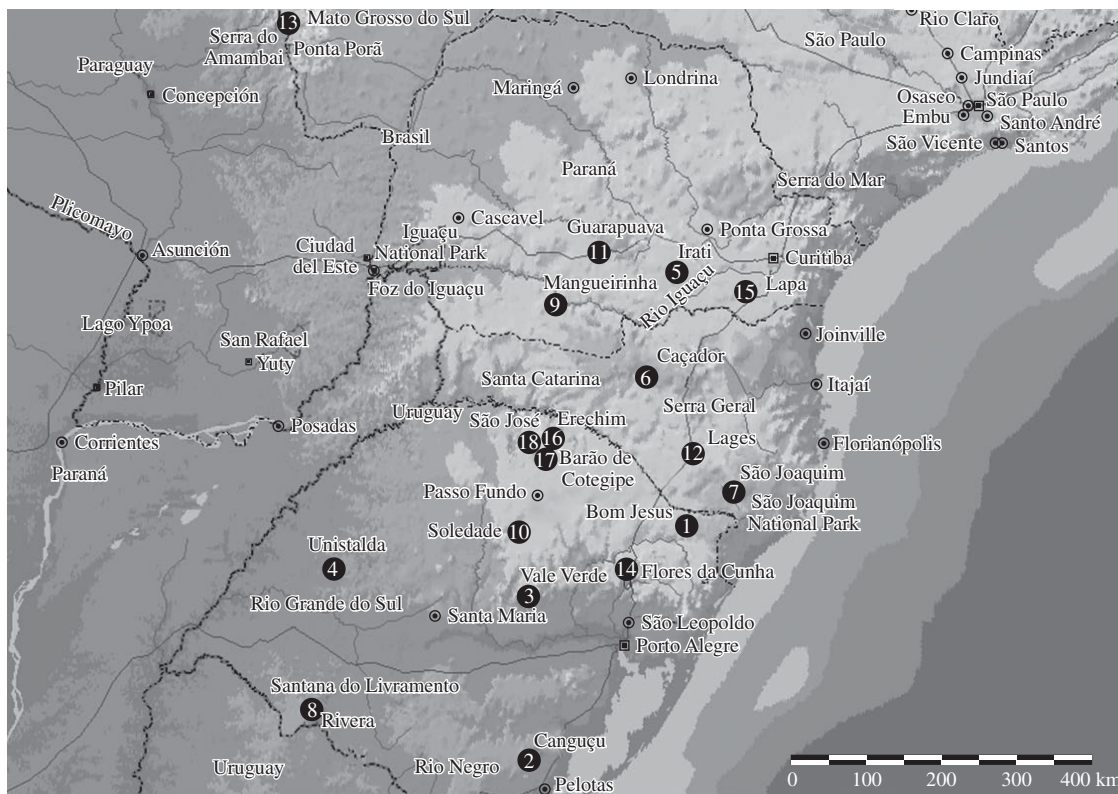 13
Mato Grosso do Sul
Serra do
Amambai
Ponta Porã
Rio Claro
São Paulo
Campinas
Paraguay
Concepción
Maringá
Londrina
Jundiaí
Osasco
São Paulo
Embu
Santo André
Brasil
São Vicente
Santos
Paraná
Serra do Mar
Plicomayo
Cascavel
Guarapuava
Ponta Grossa
Asunción
Ciudad
del Este
Iguaçu
National Park
11
Irati
Curitiba
Foz do Iguaçu
Mangueirinha
5
Rio Iguaçu
15
Lapa
9
Lago Ypoa
San Rafael
Yuty
Joinville
Caçador
Pilar
Santa Catarina
6
Itajaí
Serra Geral
Uruguay
São José
Erechim
Posadas
Corrientes
18
16
Lages
Florianópolis
Paraná
17
Barão de
Cotegipe
12
São Joaquim
Passo Fundo
7
São Joaquim
National Park
Bom Jesus
1
Soledade
10
Unistalda
4
Vale Verde
14
Flores da Cunha
3
Rio Grande do Sul
Santa Maria
São Leopoldo
Porto Alegre
Santana do Livramento
8
Rivera
Canguçu
2
Uruguay
Rio Negro
Pelotas
0 100 200 300 400 km